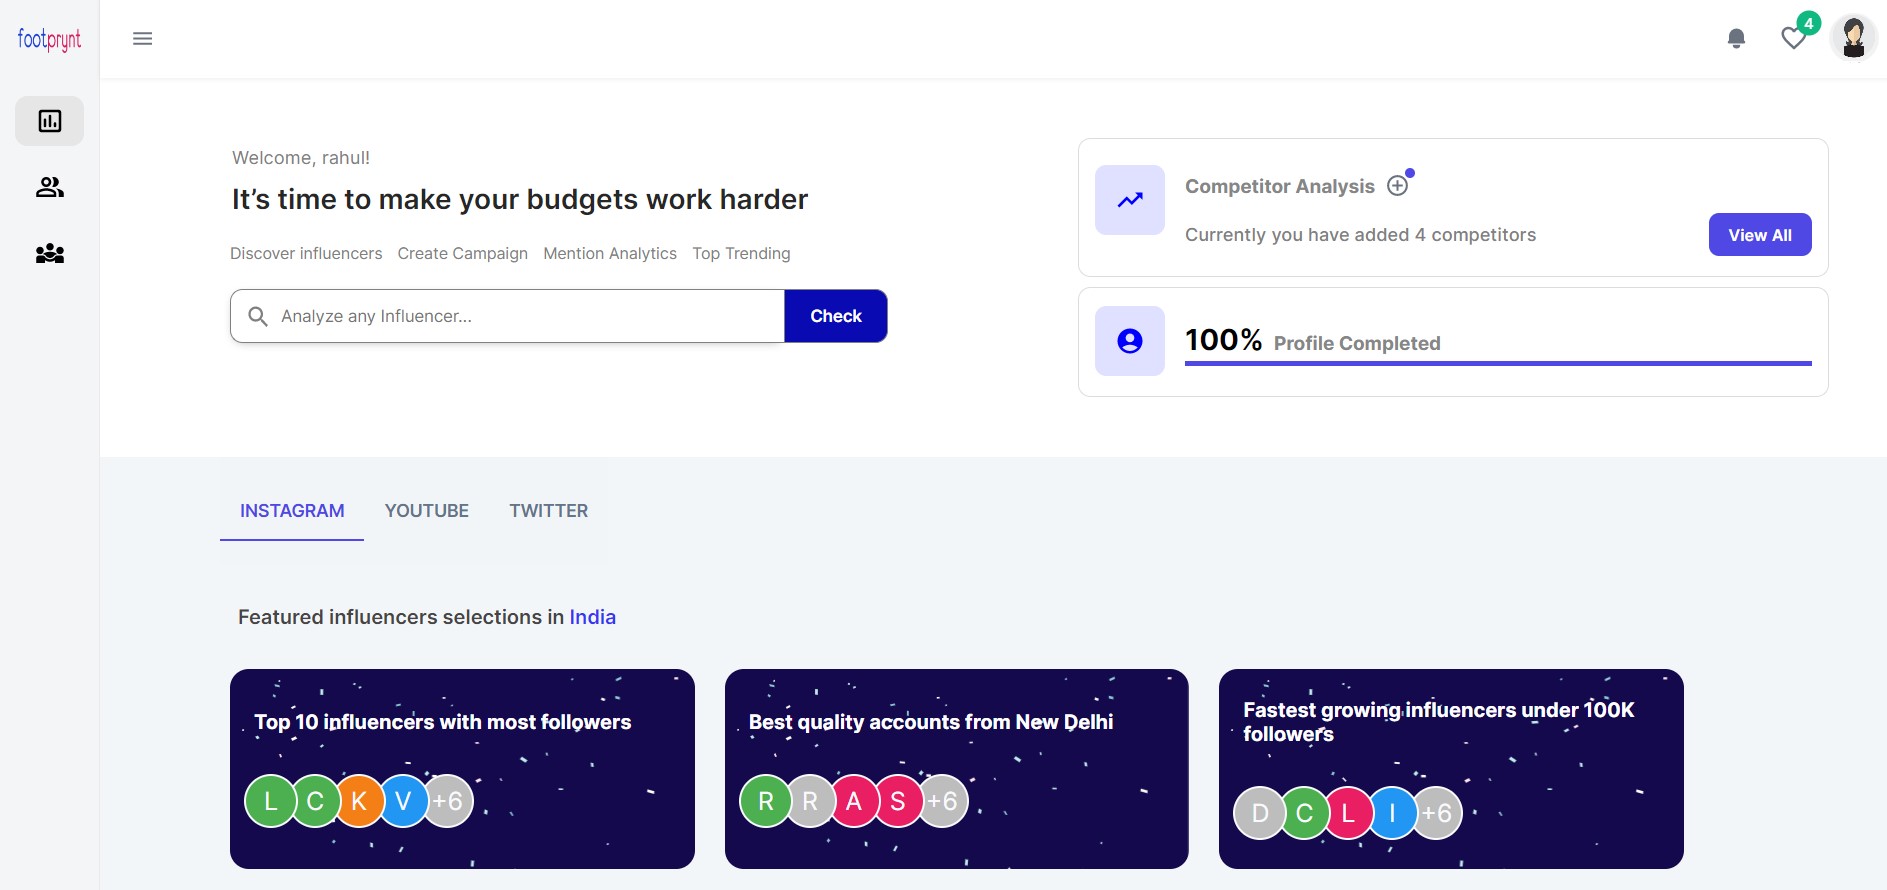 footprynt
4
Welcome, rahul!
It's time to make your budgets work harder
Discover influencers Create Campaign Mention Analytics Top Trending
Analyze any Influencer... Check
Competitor Analysis
Currently you have added 4 competitors
View All
100% Profile Completed
INSTAGRAM YOUTUBE TWITTER
Featured influencers selections in India
Top 10 influencers with most followers
L C K V +6
Best quality accounts from New Delhi
R R A S +6
Fastest growing influencers under 100K
followers
D C L I +6